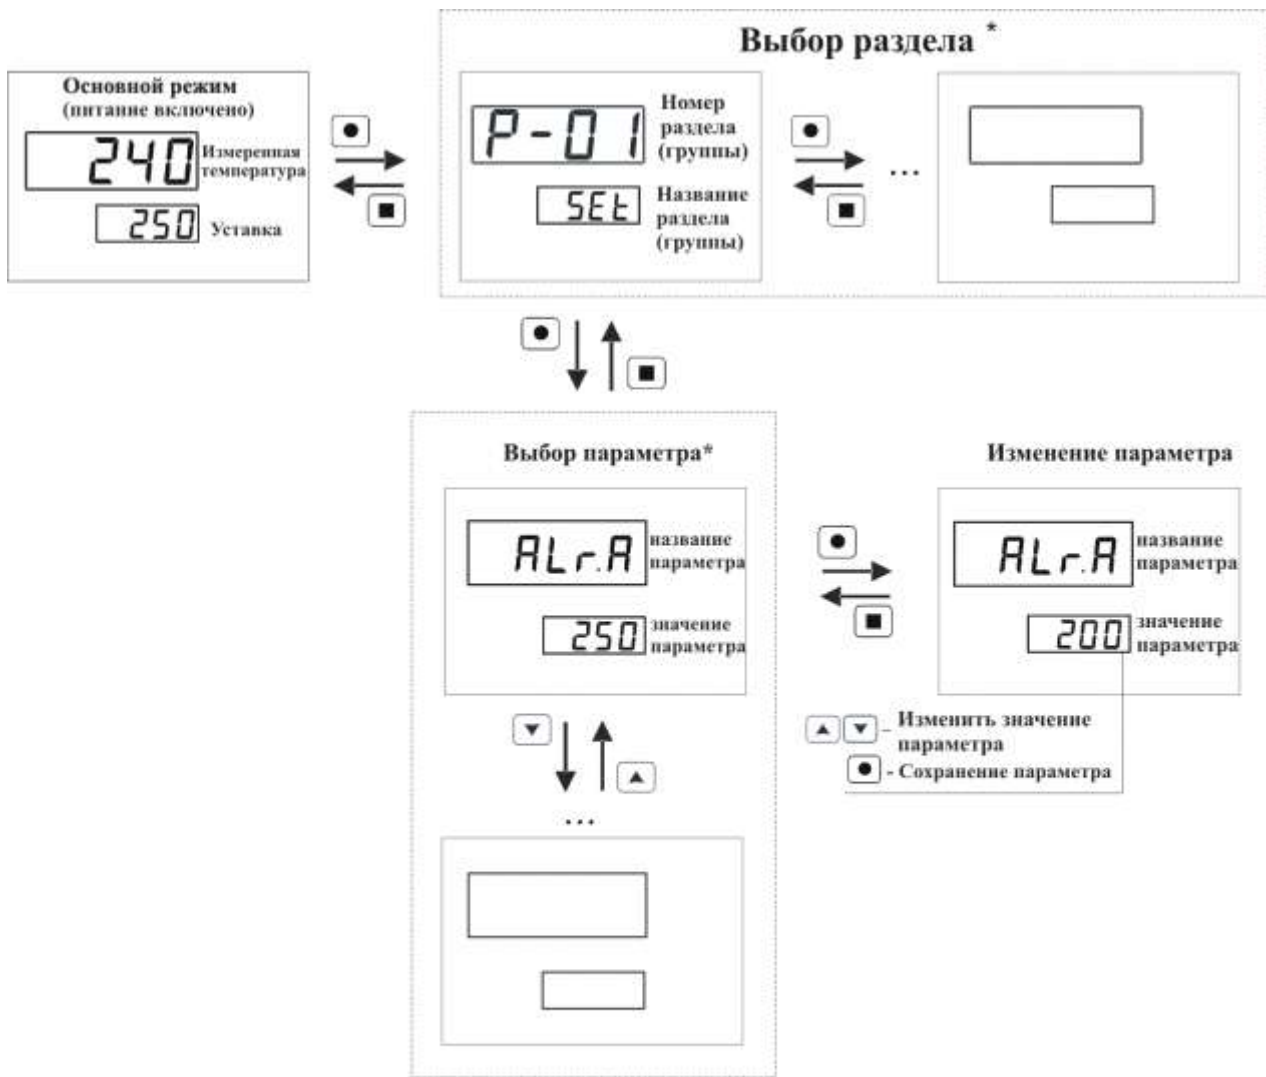 Выбор раздела *
Основной режим
(питание включено)
240
Измеренная
температура
250
Уставка
P-01
Номер
раздела
(группы)
SEt
Название
раздела
(группы)
...
Выбор параметра*
ALr.A
название
параметра
250
значение
параметра
...
Изменение параметра
ALr.A
название
параметра
200
значение
параметра
– Изменить значение
параметра
- Сохранение параметра